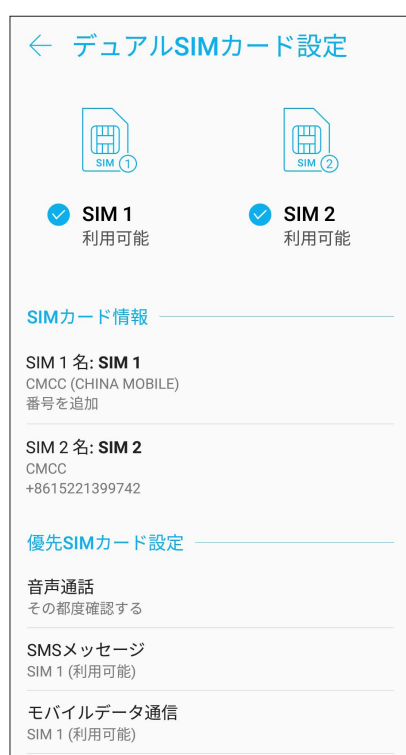 ← デュアルSIMカード設定
SIM 1
SIM 2
SIM 1
利用可能
SIM 2
利用可能
SIMカード情報
SIM 1 名: SIM 1
CMCC (CHINA MOBILE)
番号を追加
SIM 2 名: SIM 2
CMCC
+8615221399742
優先SIMカード設定
音声通話
その都度確認する
SMSメッセージ
SIM 1 (利用可能)
モバイルデータ通信
SIM 1 (利用可能)